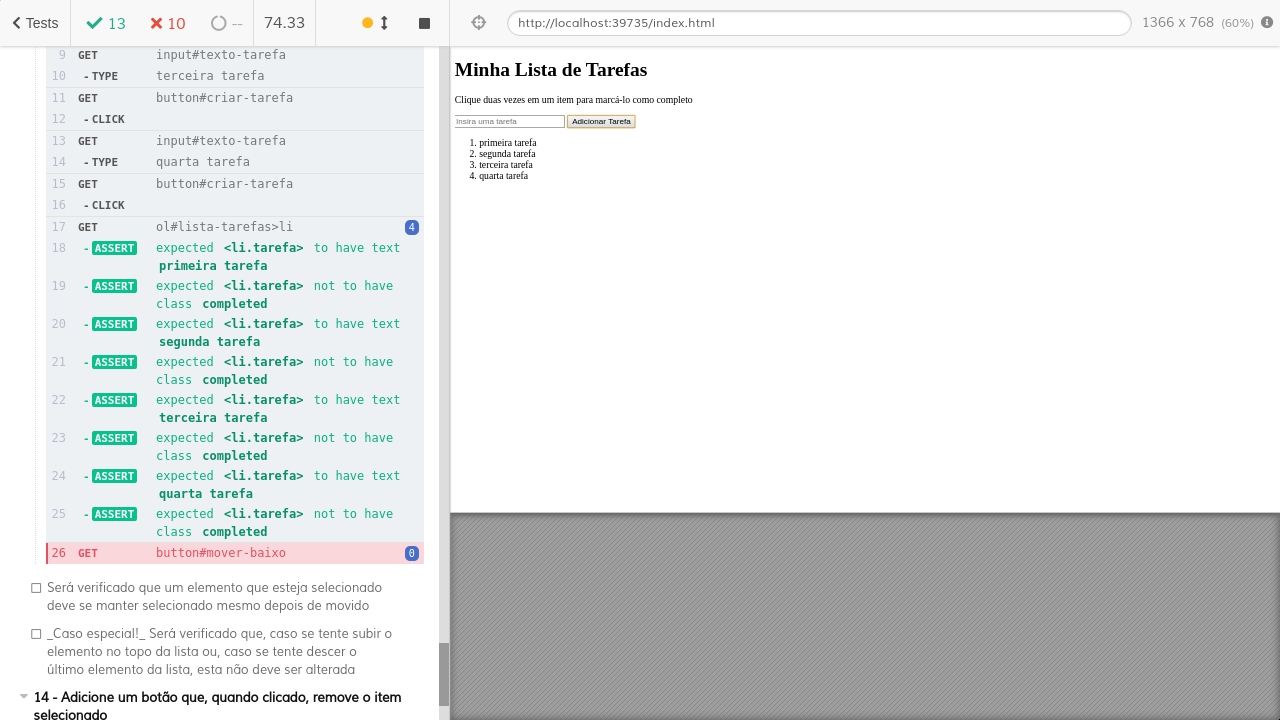 Tests 13 10 -- 74.33
http://localhost:39735/index.html 1366 x 768 (60%)
9 GET input#texto-tarefa
10 - TYPE terceira tarefa
11 GET button#criar-tarefa
12 - CLICK
13 GET input#texto-tarefa
14 - TYPE quarta tarefa
15 GET button#criar-tarefa
16 - CLICK
17 GET ol#lista-tarefas>li 4
18 - ASSERT expected <li.tarefa> to have text
primeira tarefa
19 - ASSERT expected <li.tarefa> not to have
class completed
20 - ASSERT expected <li.tarefa> to have text
segunda tarefa
21 - ASSERT expected <li.tarefa> not to have
class completed
22 - ASSERT expected <li.tarefa> to have text
terceira tarefa
23 - ASSERT expected <li.tarefa> not to have
class completed
24 - ASSERT expected <li.tarefa> to have text
quarta tarefa
25 - ASSERT expected <li.tarefa> not to have
class completed
26 GET button#mover-baixo 0
Será verificado que um elemento que esteja selecionado
deve se manter selecionado mesmo depois de movido
_Caso especial!_ Será verificado que, caso se tente subir o
elemento no topo da lista ou, caso se tente descer o
último elemento da lista, esta não deve ser alterada
14 - Adicione um botão que, quando clicado, remove o item
selecionado
Minha Lista de Tarefas
Clique duas vezes em um item para marcá-lo como completo
Insira uma tarefa Adicionar Tarefa
1. primeira tarefa
2. segunda tarefa
3. terceira tarefa
4. quarta tarefa